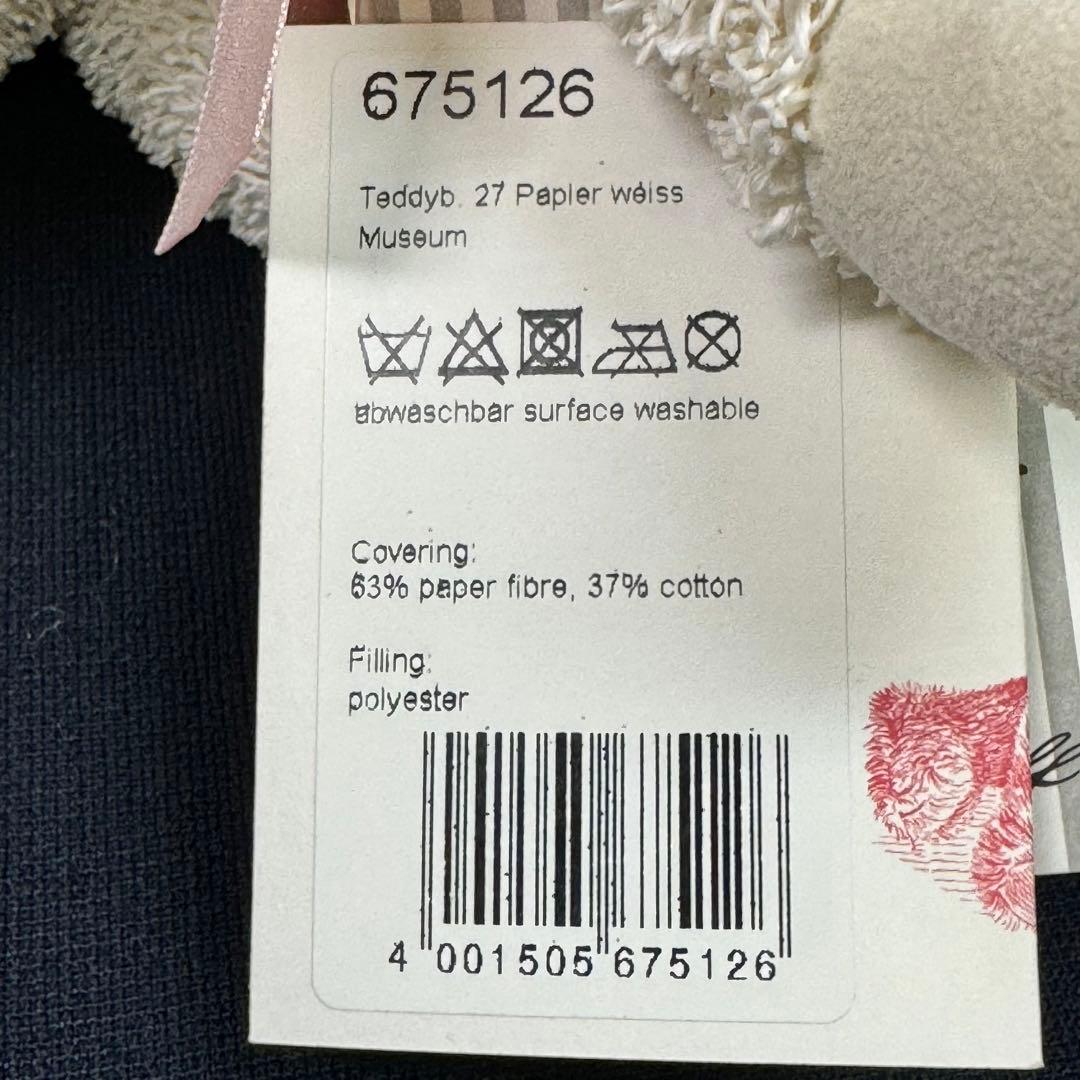 675126
Teddyb. 27 Papier weiss
Museum
abwaschbar surface washable
Covering:
63% paper fibre, 37% cotton
Filling:
polyester
4 001505 675126